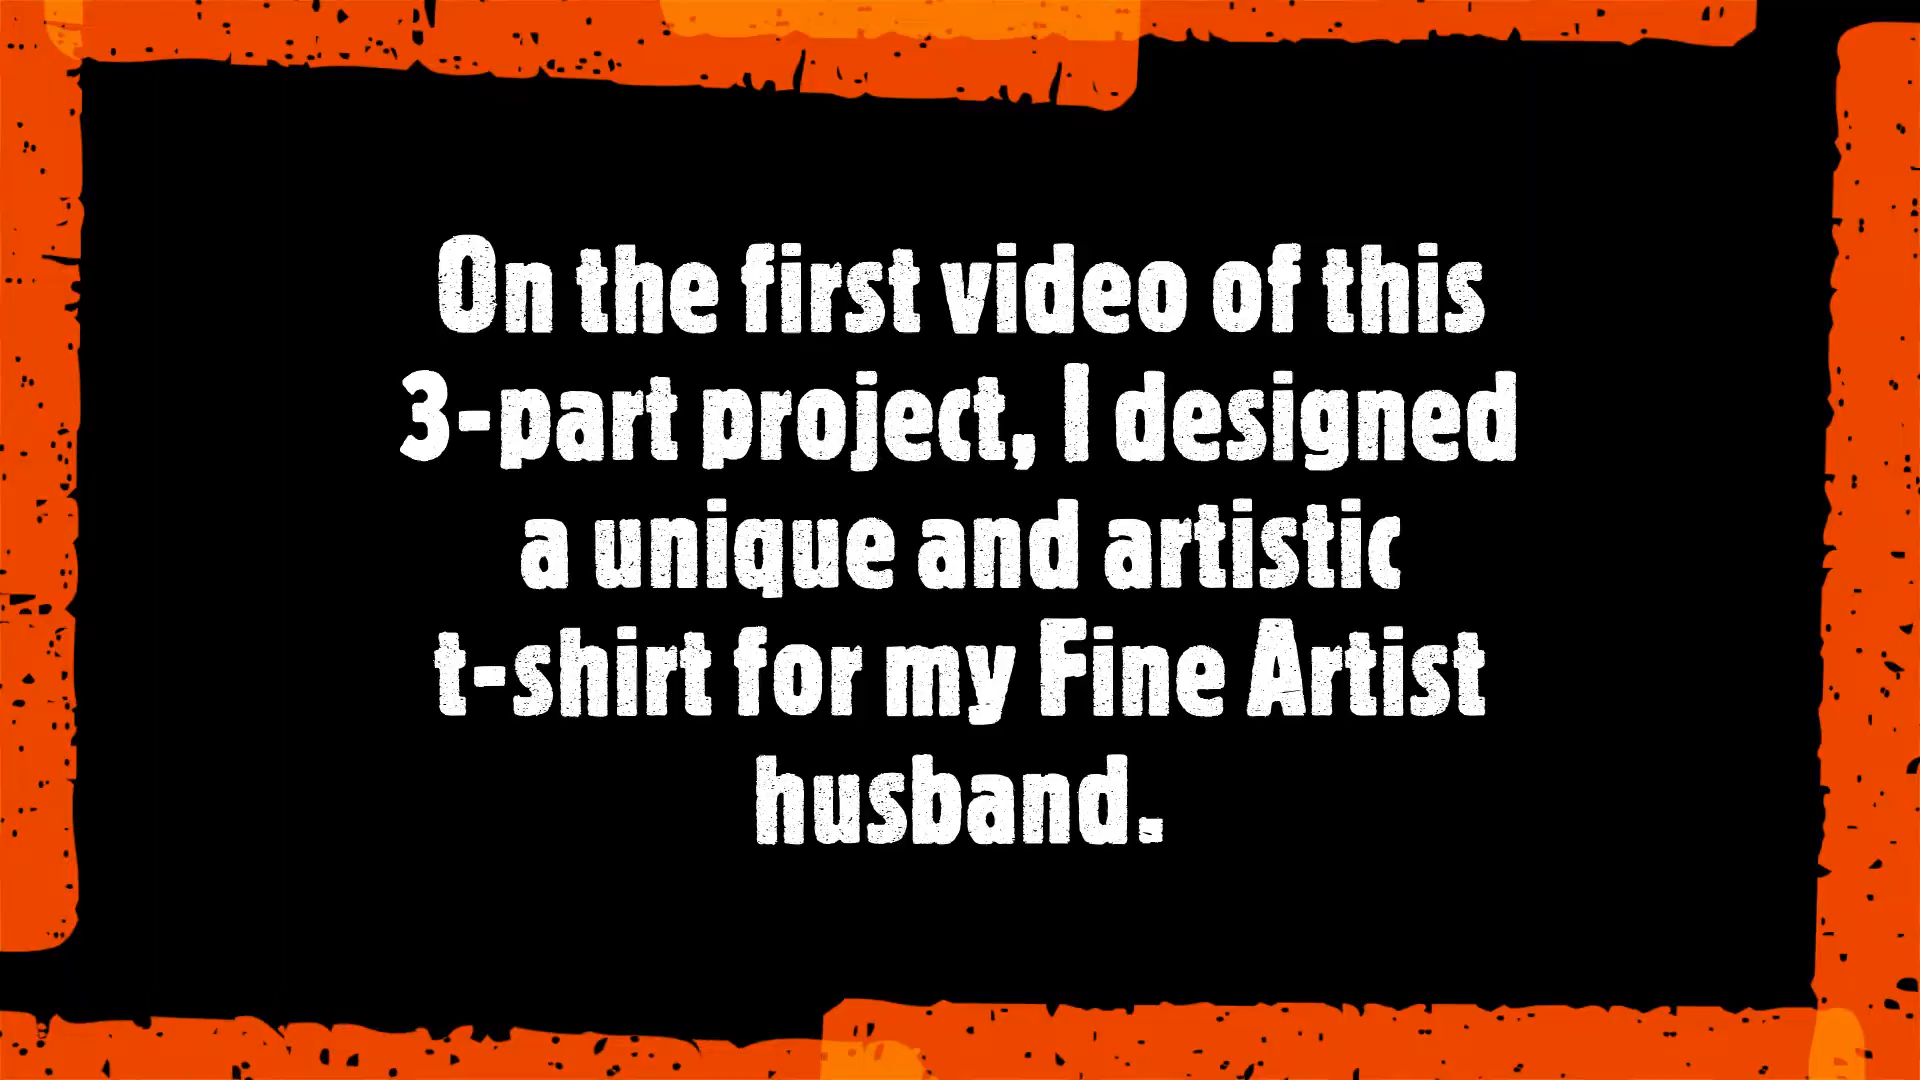 On the first video of this
3-part project, I designed
a unique and artistic
t-shirt for my Fine Artist
husband.